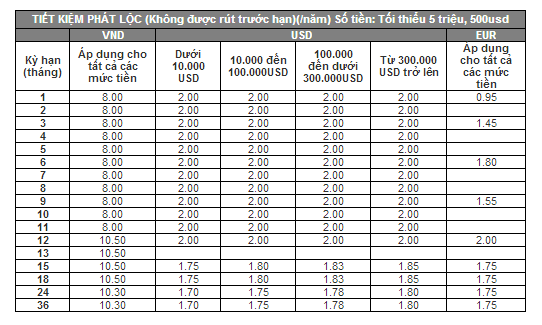 TIẾT KIỆM PHÁT LỘC (Không được rút trước hạn)(/năm) Số tiền: Tối thiểu 5 triệu, 500usd
Kỳ hạn (tháng) VND USD EUR
Áp dụng cho tất cả các mức tiền Dưới 10.000 USD 10.000 đến 100.000USD 100.000 đến dưới 300.000USD Từ 300.000 USD trở lên Áp dụng cho tất cả các mức tiền
1 8.00 2.00 2.00 2.00 2.00 0.95
2 8.00 2.00 2.00 2.00 2.00
3 8.00 2.00 2.00 2.00 2.00 1.45
4 8.00 2.00 2.00 2.00 2.00
5 8.00 2.00 2.00 2.00 2.00
6 8.00 2.00 2.00 2.00 2.00 1.80
7 8.00 2.00 2.00 2.00 2.00
8 8.00 2.00 2.00 2.00 2.00
9 8.00 2.00 2.00 2.00 2.00 1.55
10 8.00 2.00 2.00 2.00 2.00
11 8.00 2.00 2.00 2.00 2.00
12 10.50 2.00 2.00 2.00 2.00 2.00
13 10.50
15 10.50 1.75 1.80 1.83 1.85 1.75
18 10.50 1.75 1.80 1.83 1.85 1.75
24 10.30 1.70 1.75 1.78 1.80 1.75
36 10.30 1.70 1.75 1.78 1.80 1.75